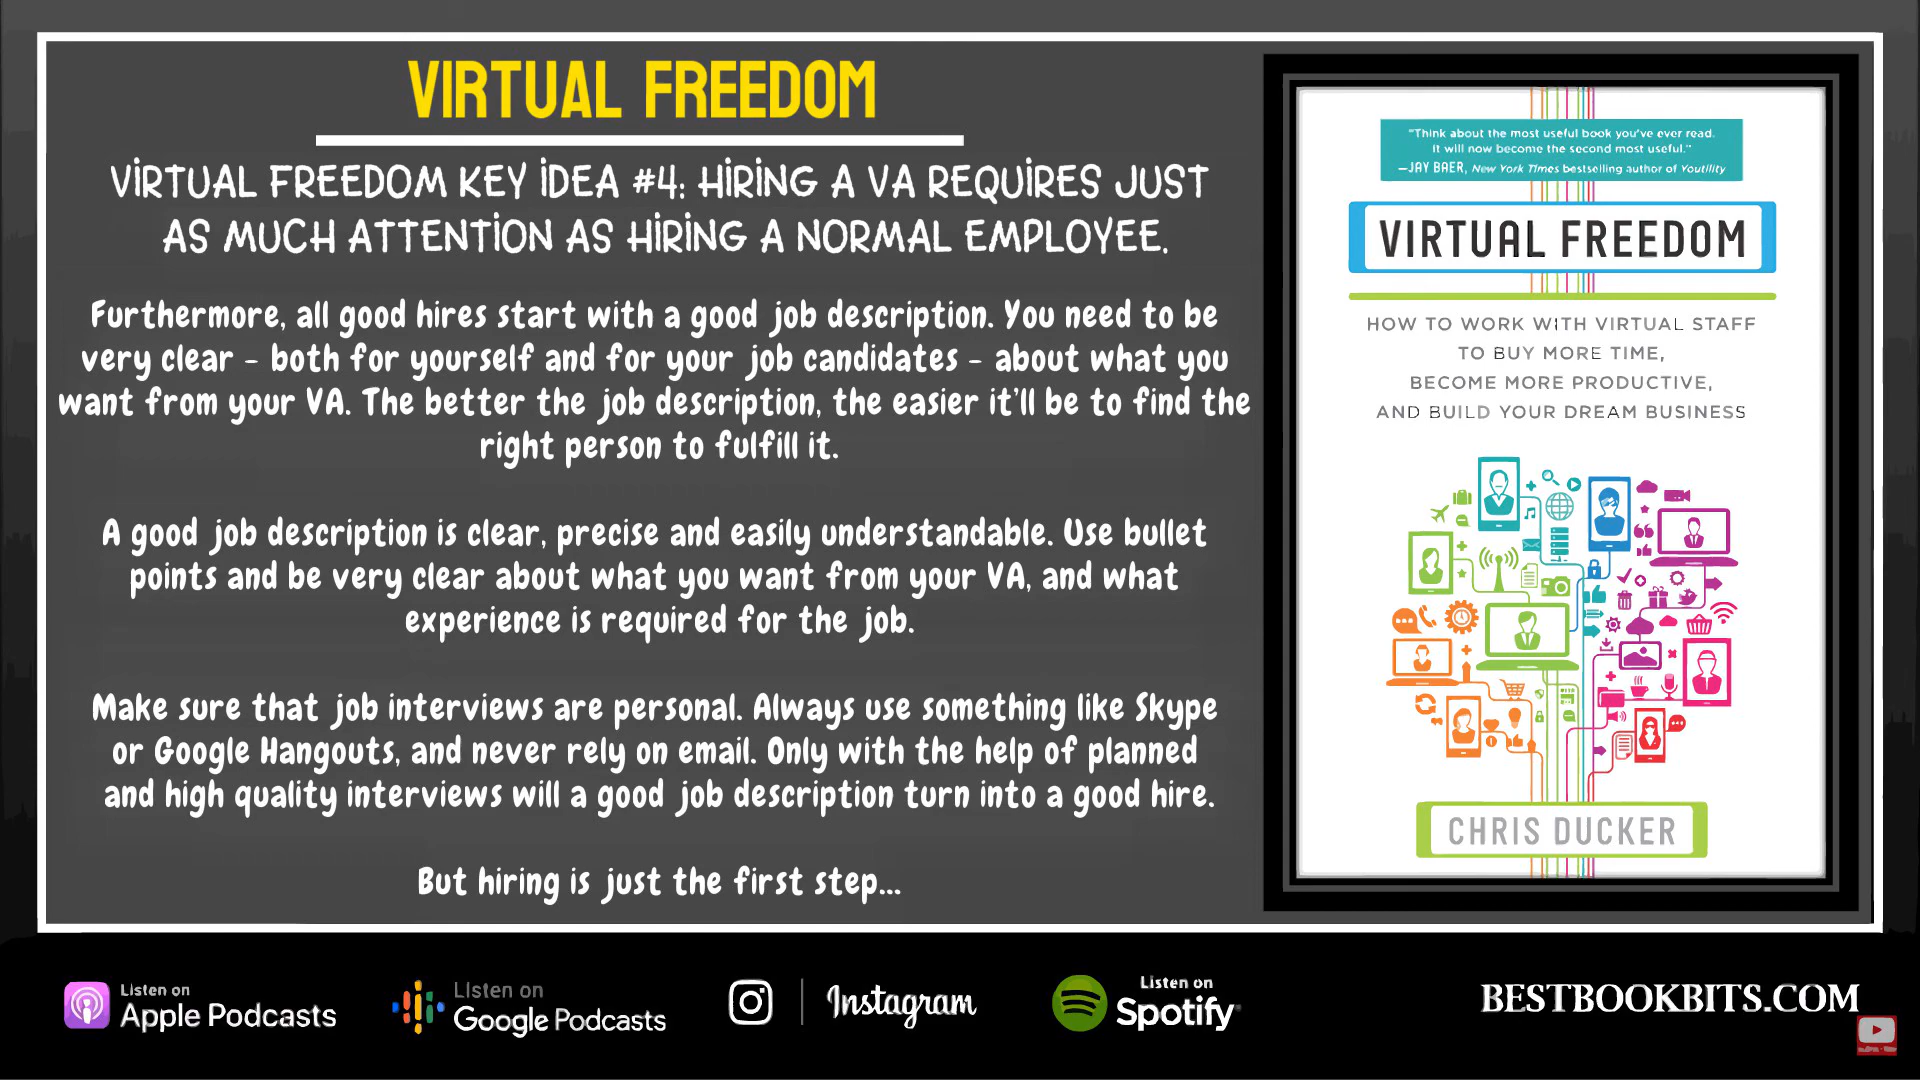 VIRTUAL FREEDOM
VIRTUAL FREEDOM KEY IDEA #4: HIRING A VA REQUIRES JUST
AS MUCH ATTENTION AS HIRING A NORMAL EMPLOYEE.
Furthermore, all good hires start with a good job description. You need to be
very clear – both for yourself and for your job candidates – about what you
want from your VA. The better the job description, the easier it'll be to find the
right person to fulfill it.
A good job description is clear, precise and easily understandable. Use bullet
points and be very clear about what you want from your VA, and what
experience is required for the job.
Make sure that job interviews are personal. Always use something like Skype
or Google Hangouts, and never rely on email. Only with the help of planned
and high quality interviews will a good job description turn into a good hire.
But hiring is just the first step...
"Think about the most useful book you've ever read.
It will now become the second most useful."
—JAY BAER, New York Times bestselling author of Youtility
VIRTUAL FREEDOM
HOW TO WORK WITH VIRTUAL STAFF
TO BUY MORE TIME,
BECOME MORE PRODUCTIVE,
AND BUILD YOUR DREAM BUSINESS
CHRIS DUCKER
Listen on
Apple Podcasts
Listen on
Google Podcasts
Instagram
Listen on
Spotify
BESTBOOKBITS.COM